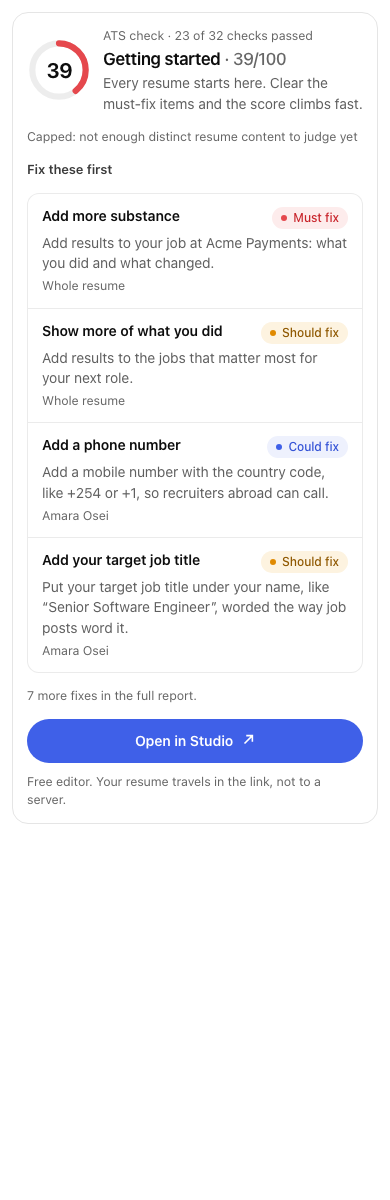 ATS check · 23 of 32 checks passed
39
Getting started · 39/100
Every resume starts here. Clear the
must-fix items and the score climbs fast.
Capped: not enough distinct resume content to judge yet
Fix these first
Add more substance
Must fix
Add results to your job at Acme Payments: what
you did and what changed.
Whole resume
Show more of what you did
Should fix
Add results to the jobs that matter most for
your next role.
Whole resume
Add a phone number
Could fix
Add a mobile number with the country code,
like +254 or +1, so recruiters abroad can call.
Amara Osei
Add your target job title
Should fix
Put your target job title under your name, like
“Senior Software Engineer”, worded the way job
posts word it.
Amara Osei
7 more fixes in the full report.
Open in Studio ↗
Free editor. Your resume travels in the link, not to a
server.